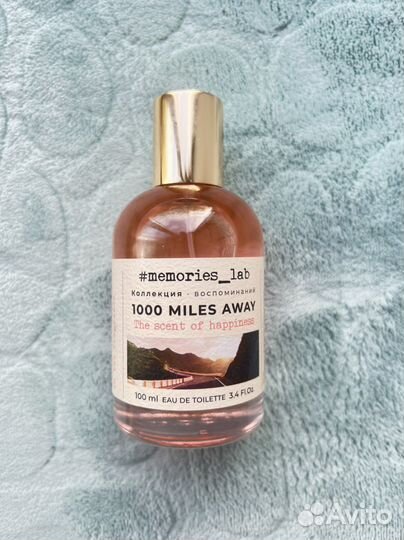 #memories_lab
Коллекция - воспоминаний
1000 MILES AWAY
The scent of happiness
100 ml EAU DE TOILETTE 3.4 Fl.Oz
Avito